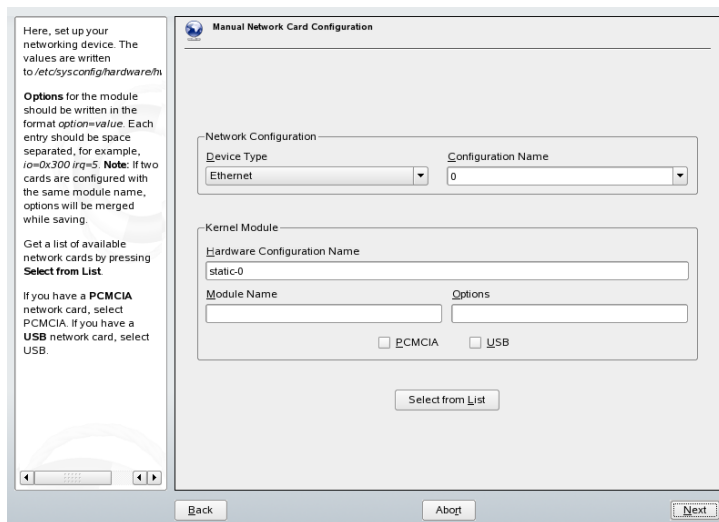 Here, set up your
networking device. The
values are written
to /etc/sysconfig/hardware/
Options for the module
should be written in the
format option=value. Each
entry should be space
separated, for example,
io=0x300 irq=5. Note: If two
cards are configured with
the same module name,
options will be merged
while saving.
Get a list of available
network cards by pressing
Select from List.
If you have a PCMCIA
network card, select
PCMCIA. If you have a
USB network card, select
USB.
Manual Network Card Configuration
Network Configuration
Device Type
Configuration Name
Ethernet
0
Kernel Module
Hardware Configuration Name
static-0
Module Name
Options
PCMCIA
USB
Select from List
Back
Abort
Next